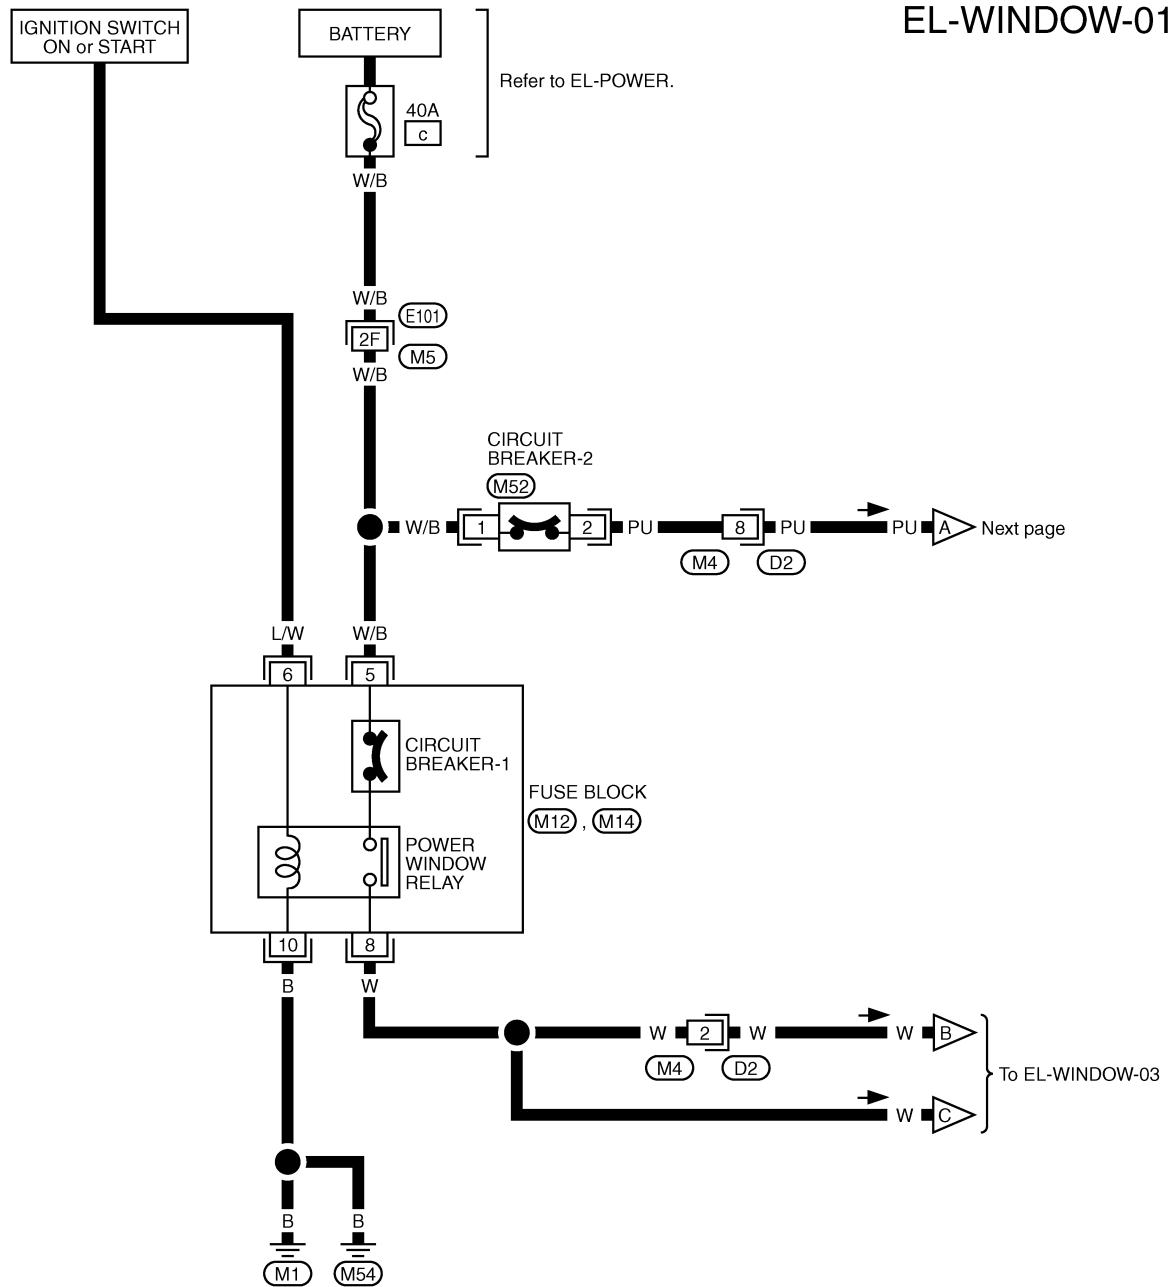 EL-WINDOW-01
IGNITION SWITCH
ON or START
BATTERY
Refer to EL-POWER.
40A
c
W/B
W/B
E101
2F
M5
W/B
CIRCUIT
BREAKER-2
M52
W/B
1
2
PU
8
PU
PU
A
Next page
M4
D2
L/W
W/B
6
5
CIRCUIT
BREAKER-1
FUSE BLOCK
M12 , M14
POWER
WINDOW
RELAY
10
8
B
W
W
2
W
W
B
M4
D2
To EL-WINDOW-03
W
C
B
B
M1
M54